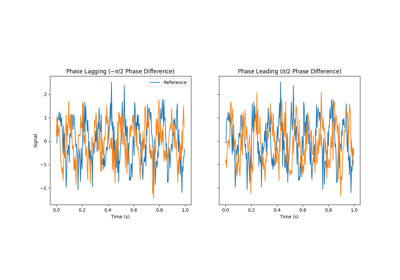 Phase Lagging (−π/2 Phase Difference)
Phase Leading (π/2 Phase Difference)
Reference
Signal
2
1
0
−1
−2
0.0 0.2 0.4 0.6 0.8 1.0
0.0 0.2 0.4 0.6 0.8 1.0
Time (s)
Time (s)